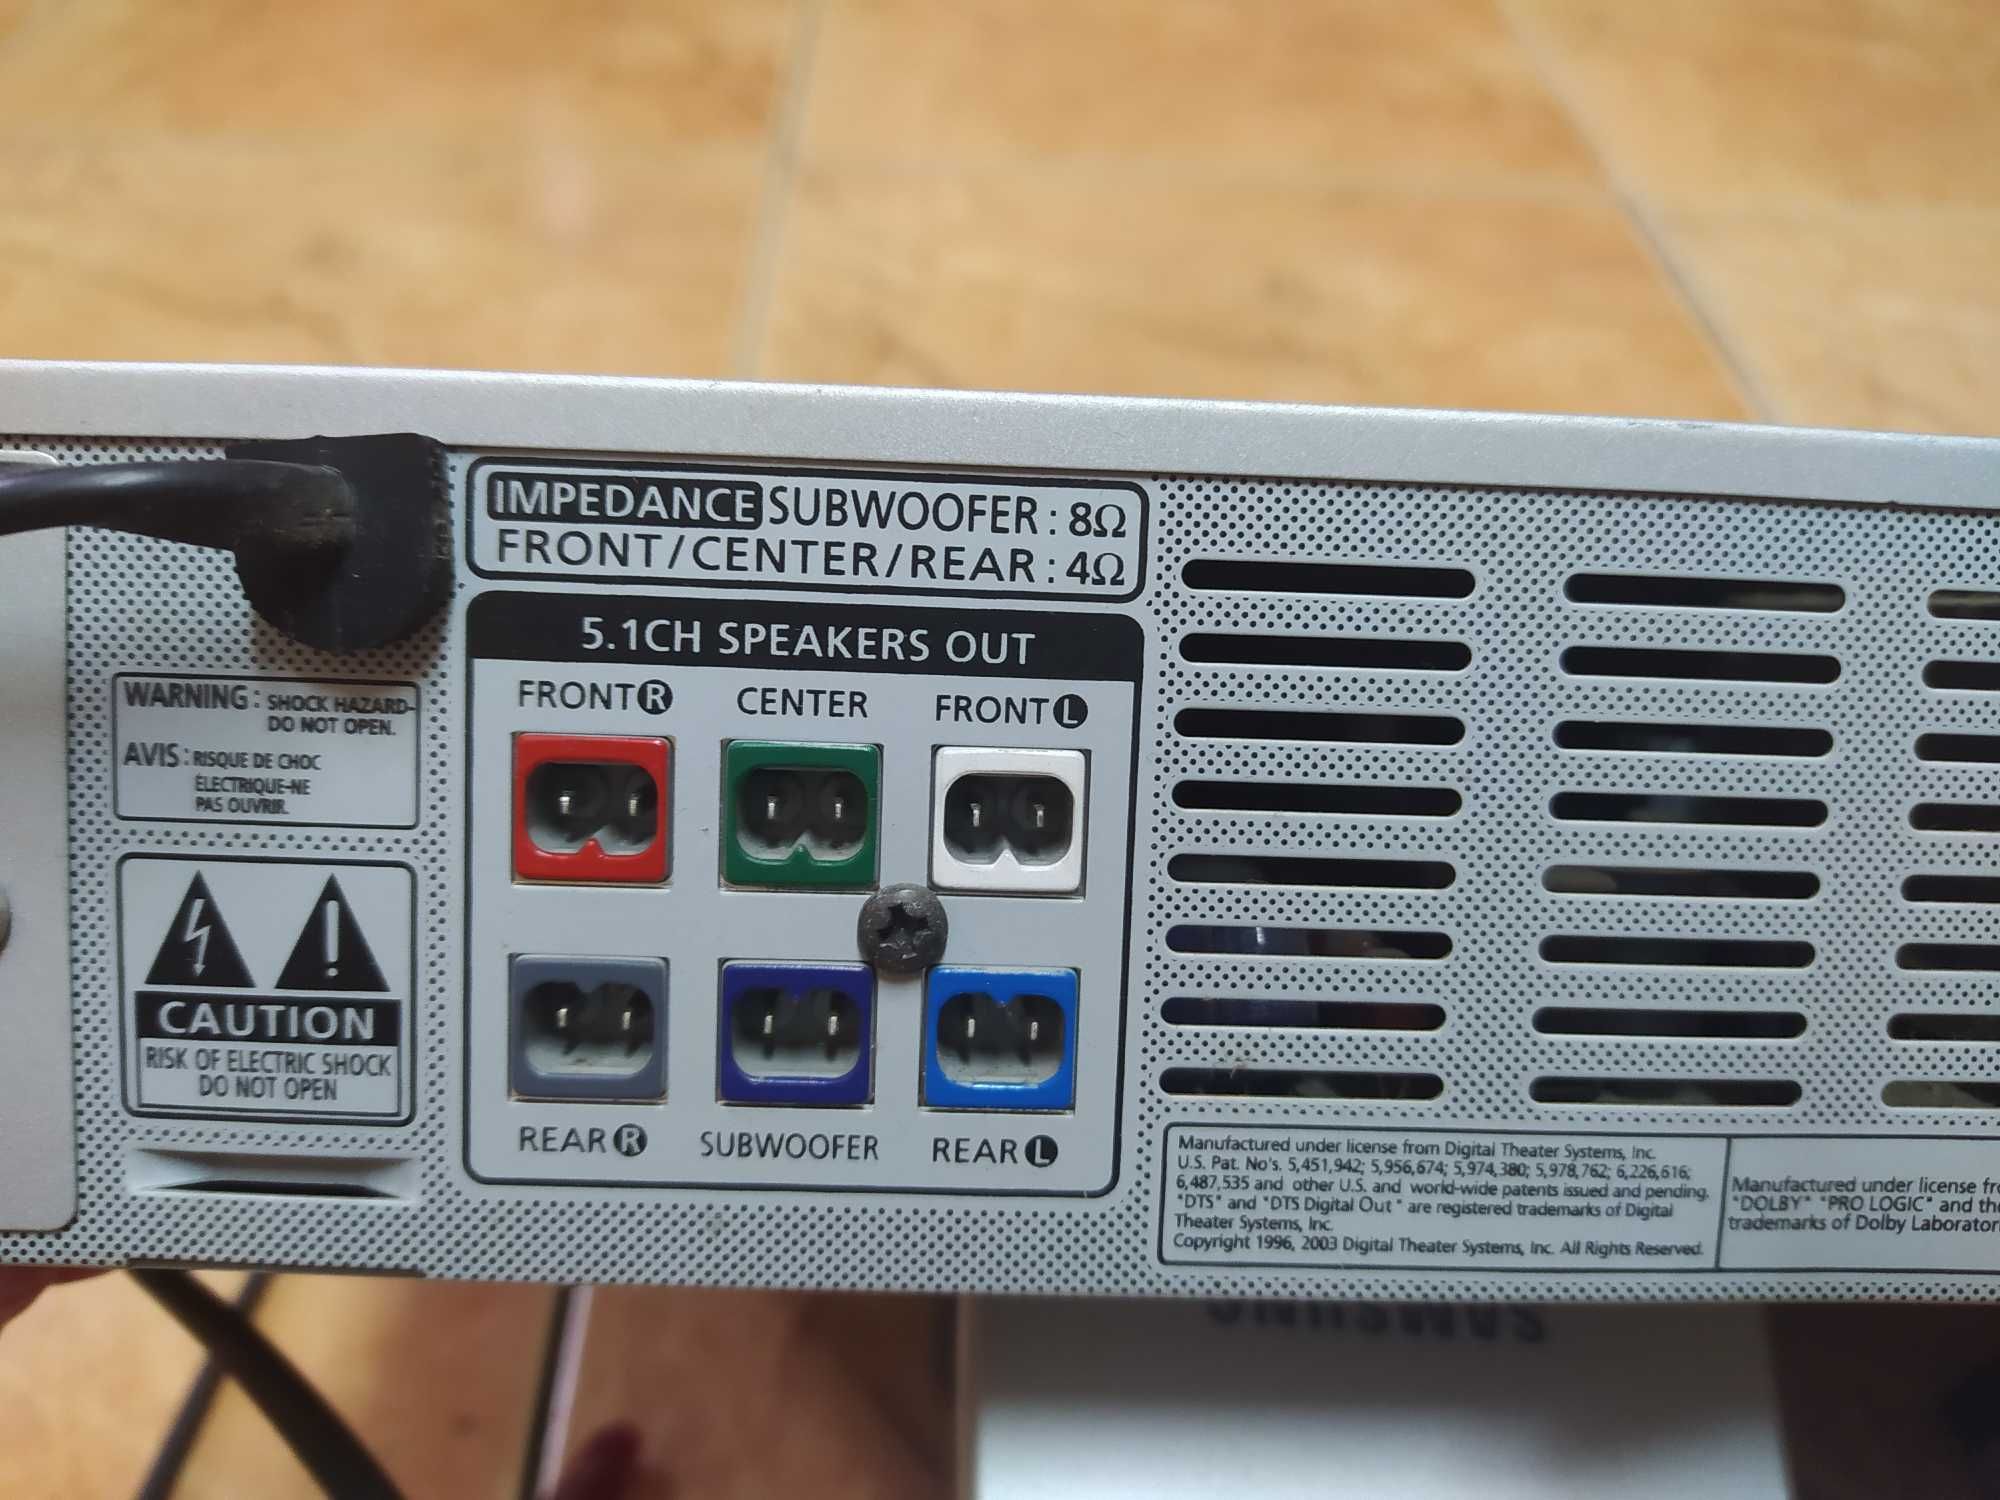 IMPEDANCE SUBWOOFER : 8Ω
FRONT/CENTER/REAR : 4Ω
5.1CH SPEAKERS OUT
FRONT R CENTER FRONT L
REAR R SUBWOOFER REAR L
WARNING : SHOCK HAZARD-
DO NOT OPEN.
AVIS : RISQUE DE CHOC
ÉLECTRIQUE-NE
PAS OUVRIR.
CAUTION
RISK OF ELECTRIC SHOCK
DO NOT OPEN
Manufactured under license from Digital Theater Systems, Inc.
U.S. Pat. No's. 5,451,942; 5,956,674; 5,974,380; 5,978,762; 6,226,616;
6,487,535 and other U.S. and world-wide patents issued and pending.
"DTS" and "DTS Digital Out" are registered trademarks of Digital
Theater Systems, Inc.
Copyright 1996, 2003 Digital Theater Systems, Inc. All Rights Reserved.
Manufactured under license
"DOLBY" "PRO LOGIC" and
trademarks of Dolby
SAMSUNG